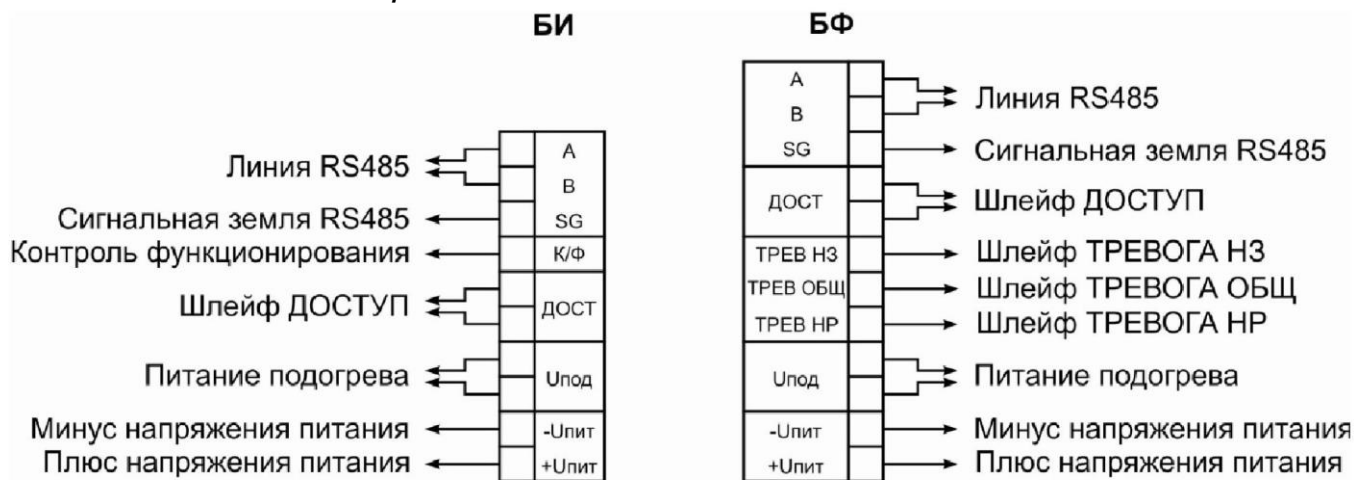 БИ
БФ
Линия RS485
Сигнальная земля RS485
Контроль функционирования
Шлейф ДОСТУП
Питание подогрева
Минус напряжения питания
Плюс напряжения питания
A
B
SG
К/Ф
ДОСТ
Uпод
-Uпит
+Uпит
A
B
SG
ДОСТ
ТРЕВ НЗ
ТРЕВ ОБЩ
ТРЕВ НР
Uпод
-Uпит
+Uпит
Линия RS485
Сигнальная земля RS485
Шлейф ДОСТУП
Шлейф ТРЕВОГА НЗ
Шлейф ТРЕВОГА ОБЩ
Шлейф ТРЕВОГА НР
Питание подогрева
Минус напряжения питания
Плюс напряжения питания